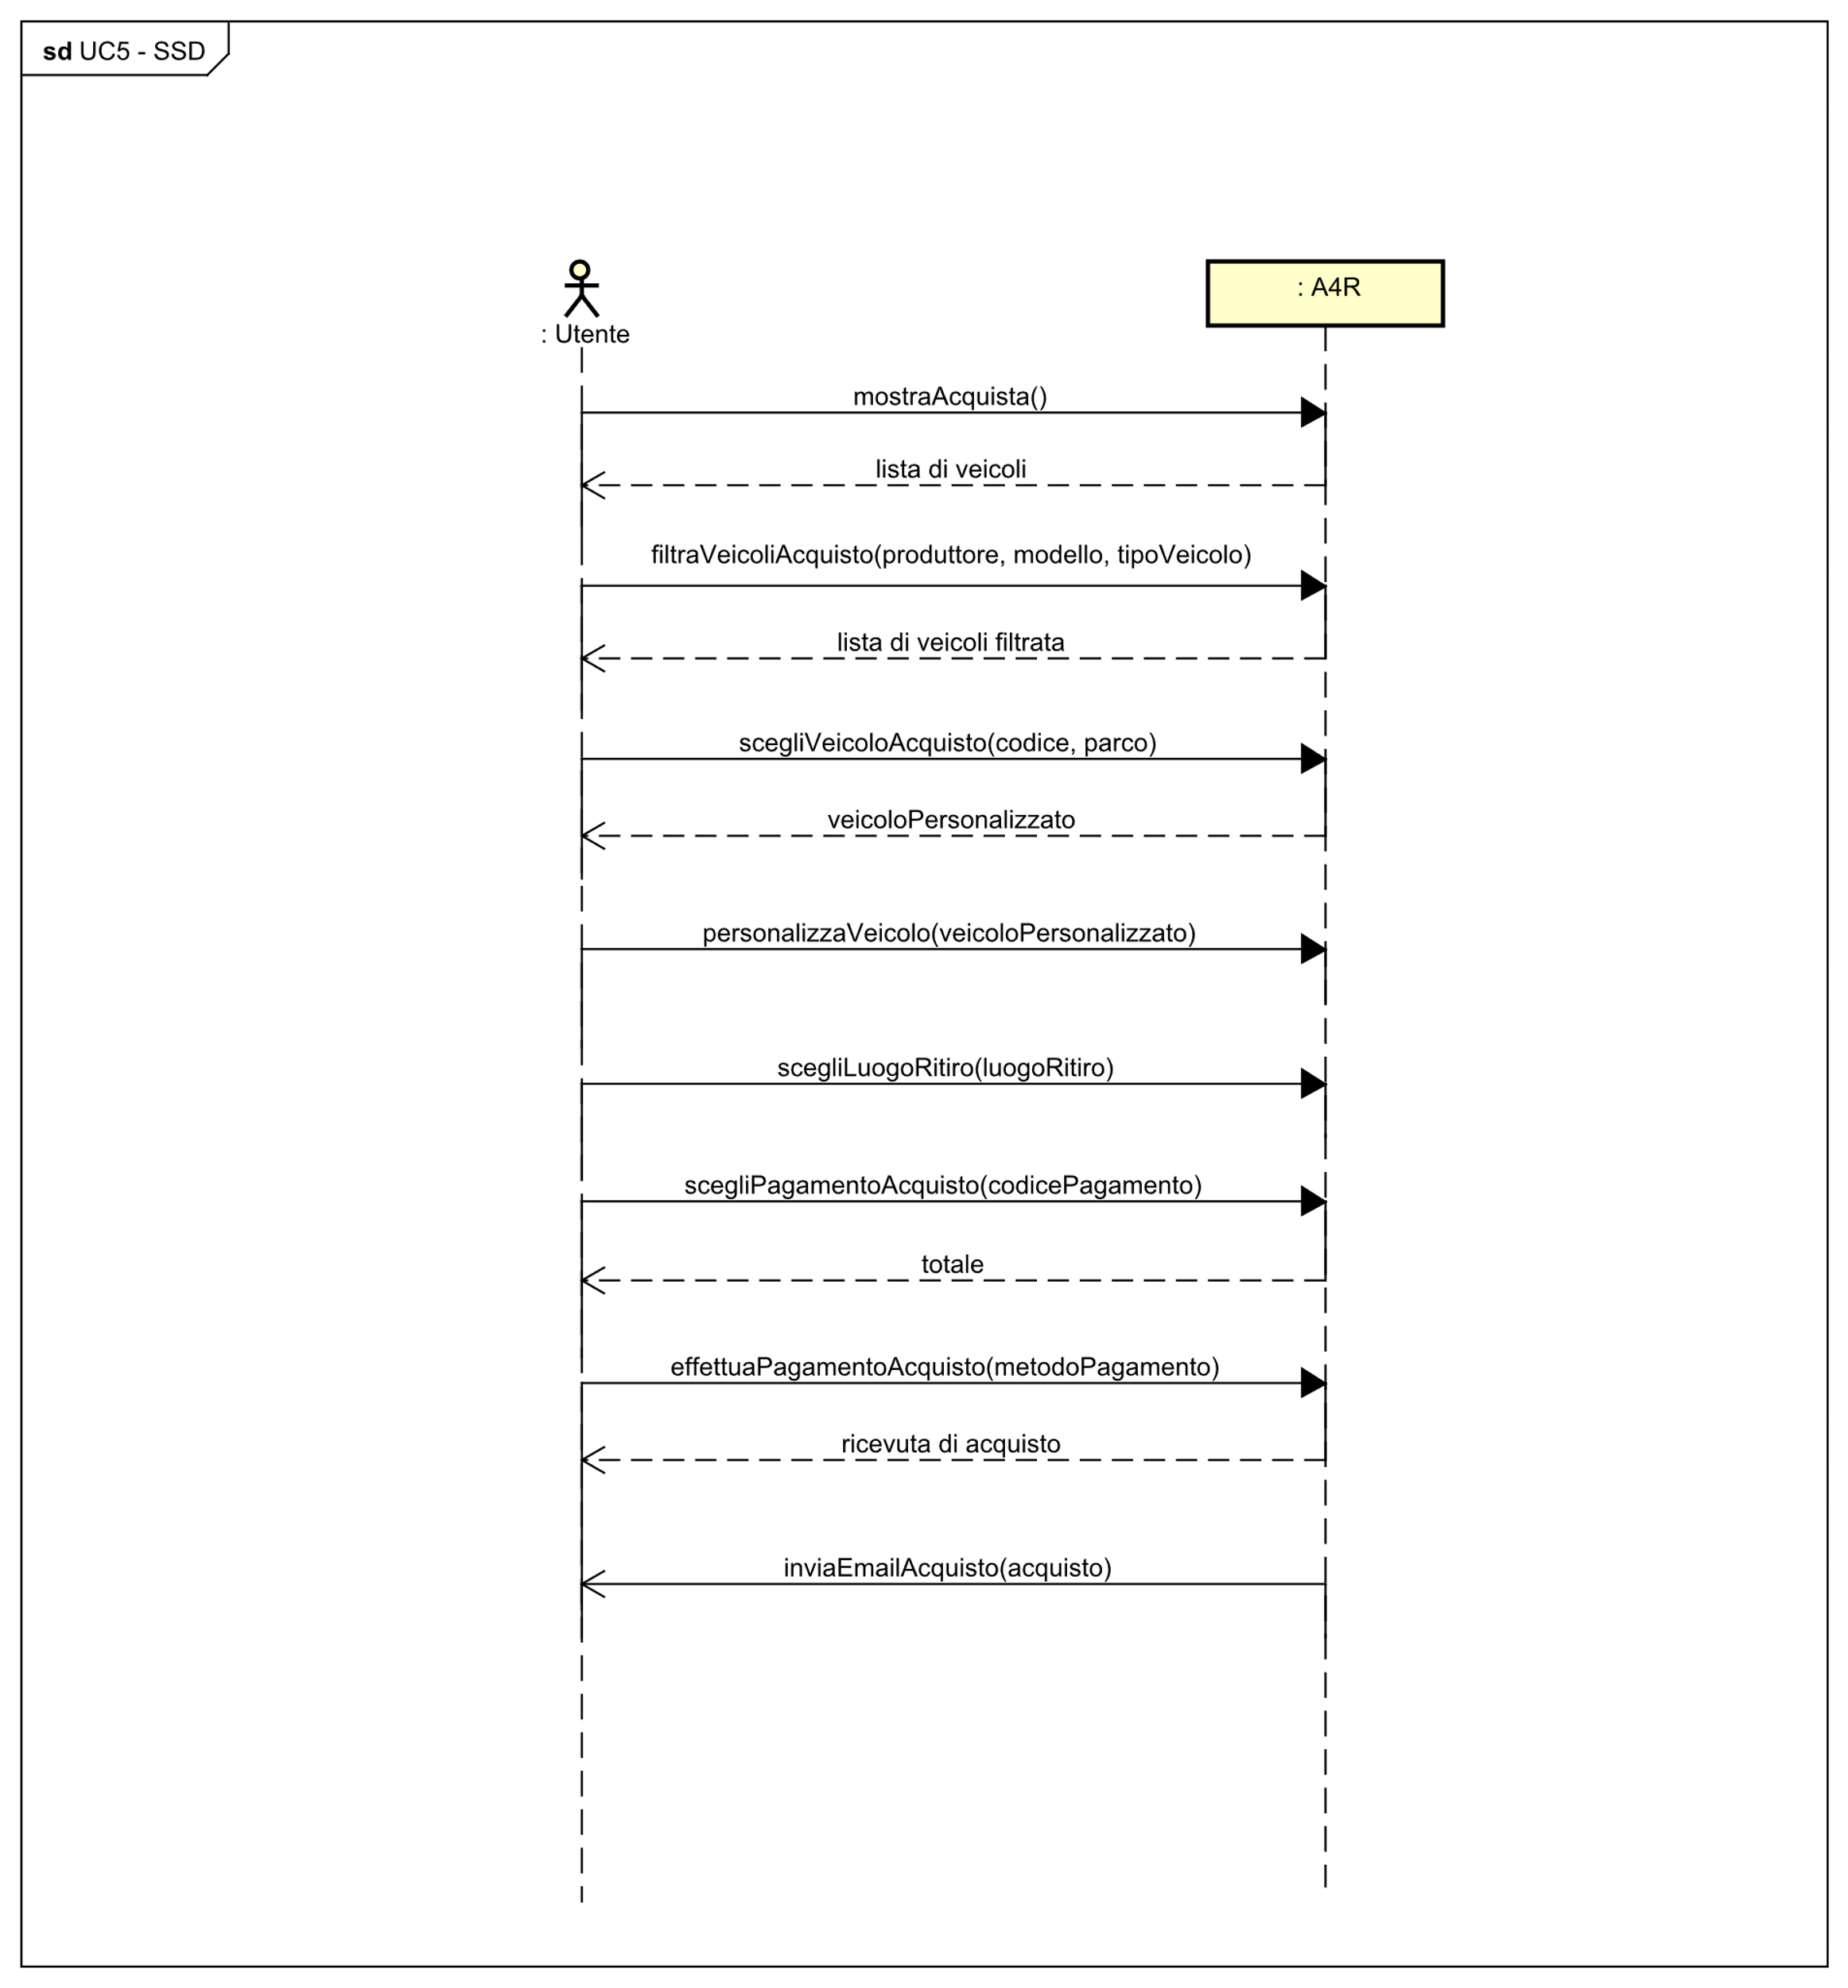 sd UC5 - SSD
: Utente
: A4R
mostraAcquista()
lista di veicoli
filtraVeicoliAcquisto(produttore, modello, tipoVeicolo)
lista di veicoli filtrata
scegliVeicoloAcquisto(codice, parco)
veicoloPersonalizzato
personalizzaVeicolo(veicoloPersonalizzato)
scegliLuogoRitiro(luogoRitiro)
scegliPagamentoAcquisto(codicePagamento)
totale
effettuaPagamentoAcquisto(metodoPagamento)
ricevuta di acquisto
inviaEmailAcquisto(acquisto)